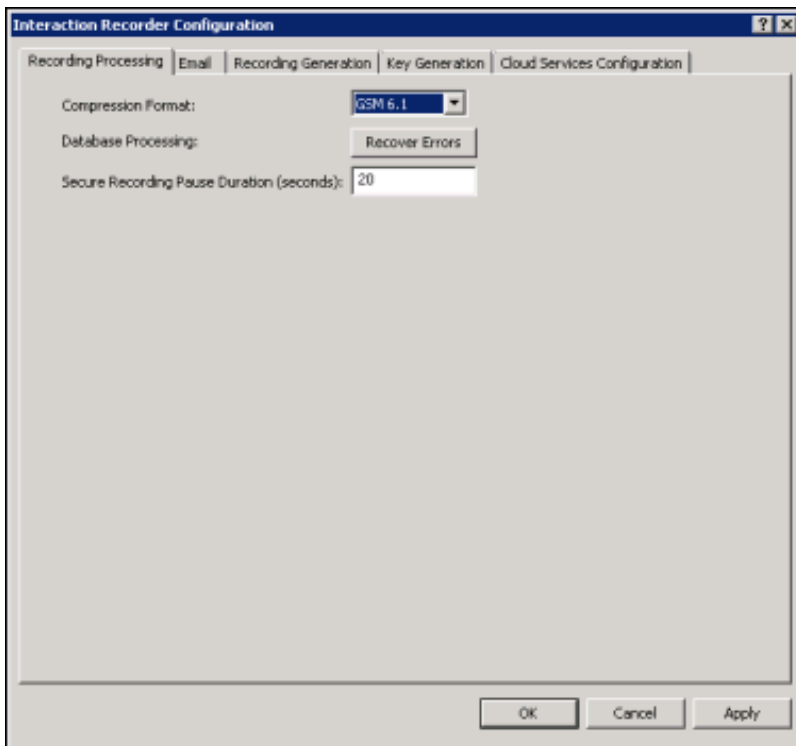 Interaction Recorder Configuration
Recording Processing Email Recording Generation Key Generation Cloud Services Configuration
Compression Format: GSM 6.1
Database Processing: Recover Errors
Secure Recording Pause Duration (seconds): 20
OK Cancel Apply